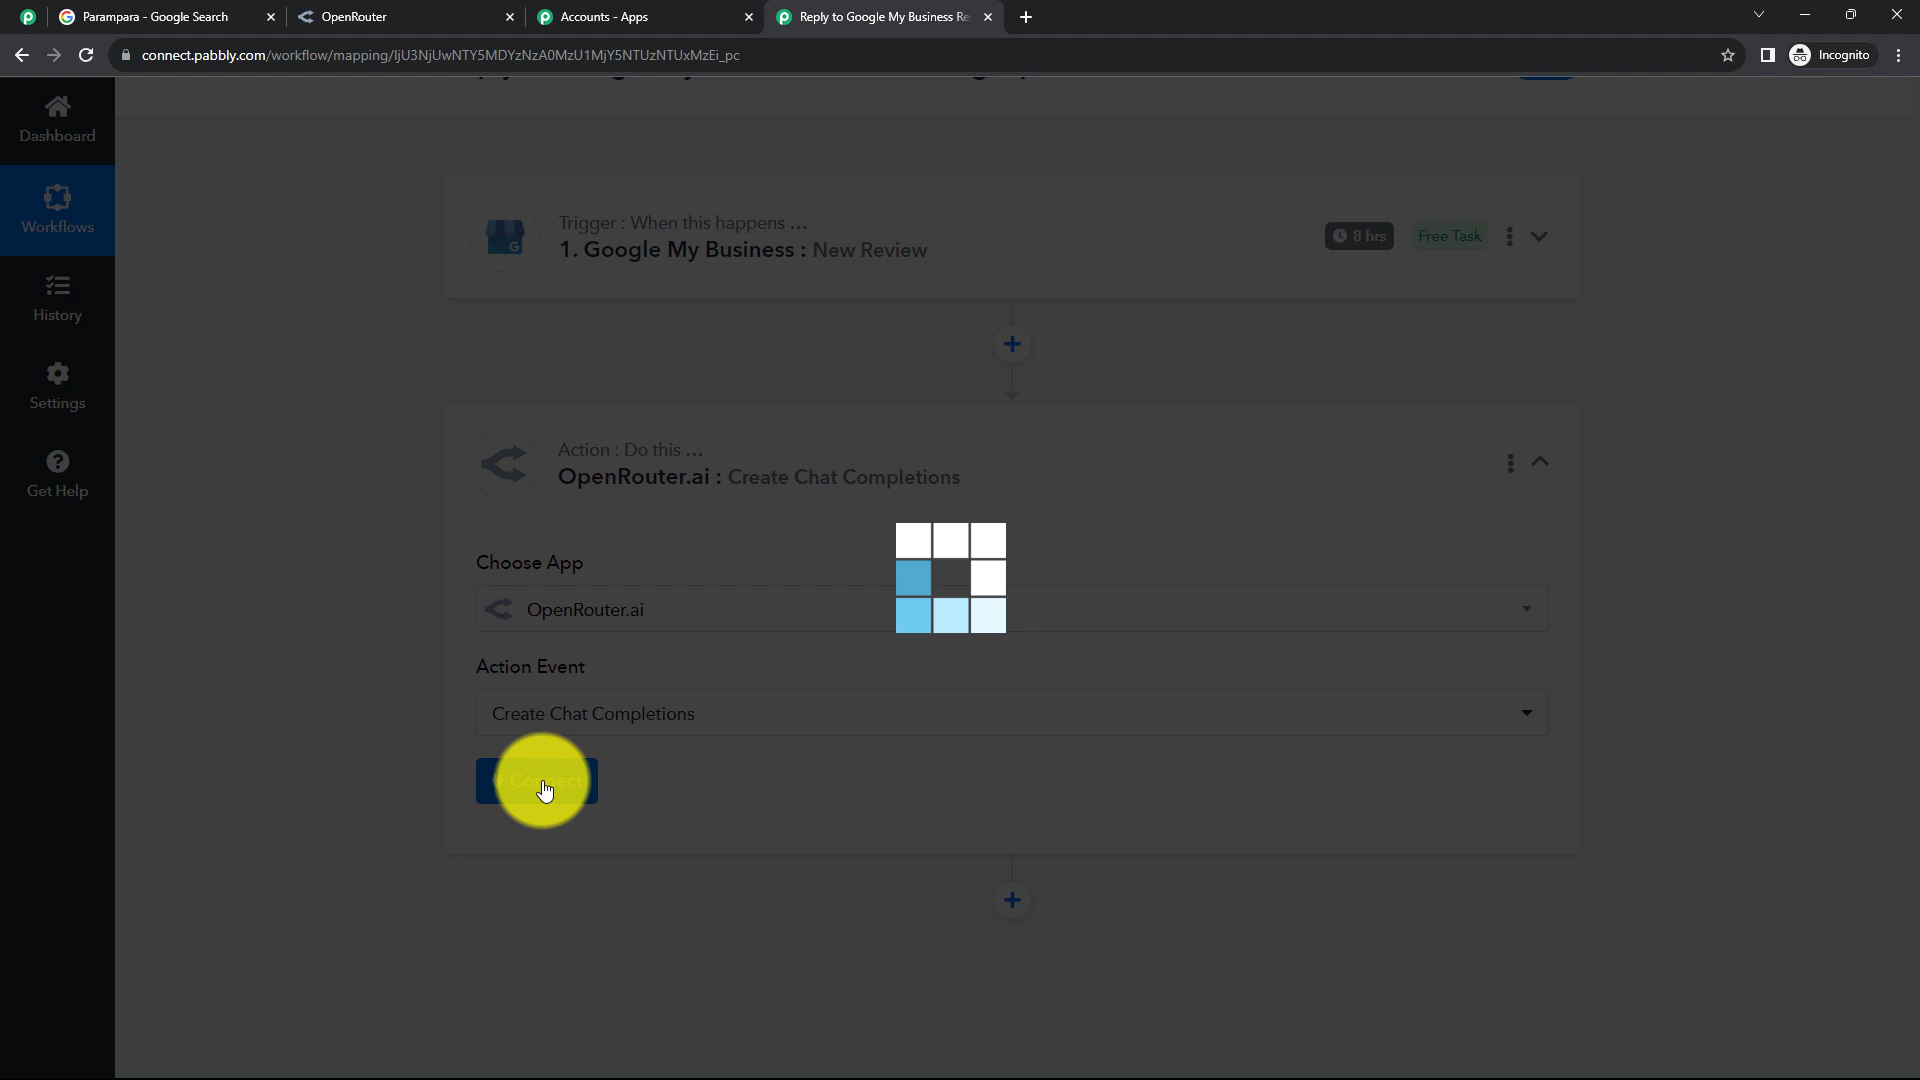 Parampara - Google Search
OpenRouter
Accounts - Apps
Reply to Google My Business Re
connect.pabbly.com/workflow/mapping/IjU3NjUwNTY5MDYzNzA0MzU1MjY5NTUzNTUxMzEi_pc
Incognito
Dashboard
Workflows
History
Settings
Get Help
Trigger : When this happens ...
1. Google My Business : New Review
8 hrs
Free Task
Action : Do this ...
OpenRouter.ai : Create Chat Completions
Choose App
OpenRouter.ai
Action Event
Create Chat Completions
Connect